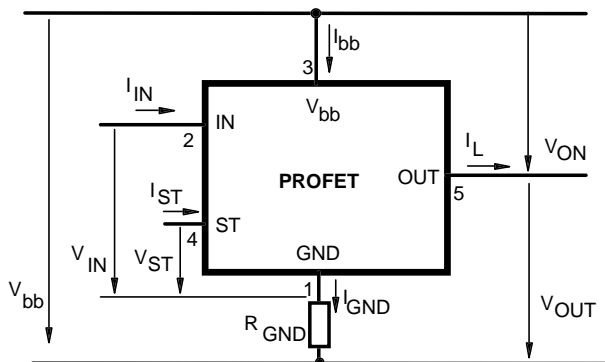 I_bb
3
I_IN
V_bb
IN
2
I_L
V_ON
PROFET
OUT
5
I_ST
ST
4
V_IN
V_ST
GND
V_bb
1
I_GND
V_OUT
R_GND